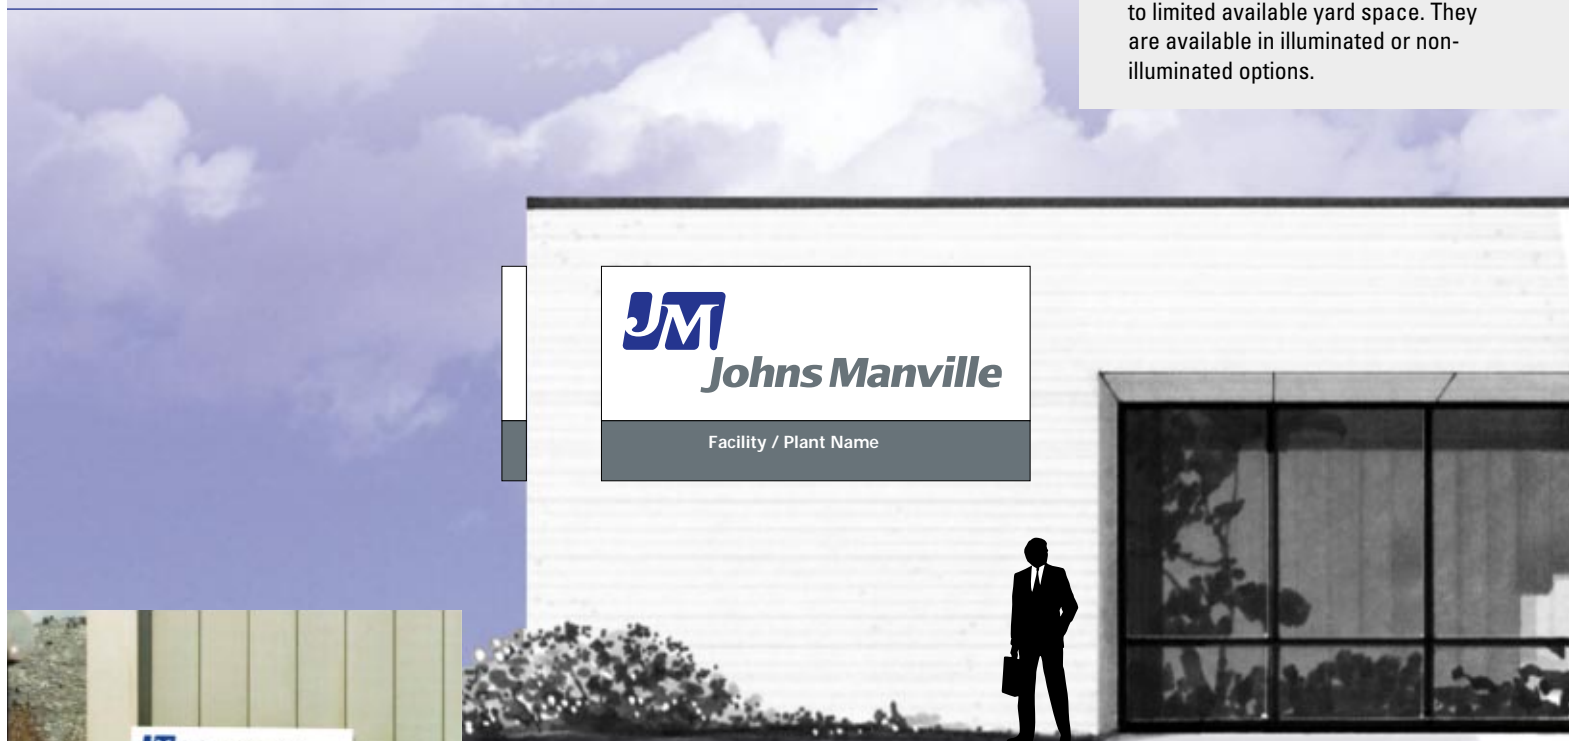 to limited available yard space. They
are available in illuminated or non-
illuminated options.
JM
Johns Manville
Facility / Plant Name
JM